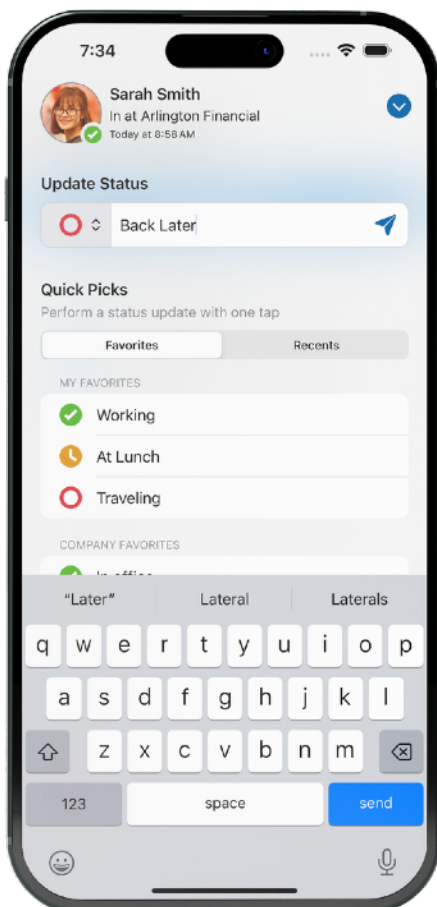 7:34
Sarah Smith
In at Arlington Financial
Today at 8:58 AM
Update Status
Back Later
Quick Picks
Perform a status update with one tap
Favorites Recents
MY FAVORITES
Working
At Lunch
Traveling
COMPANY FAVORITES
In office
“Later” Lateral Laterals
q w e r t y u i o p
a s d f g h j k l
z x c v b n m
123 space send